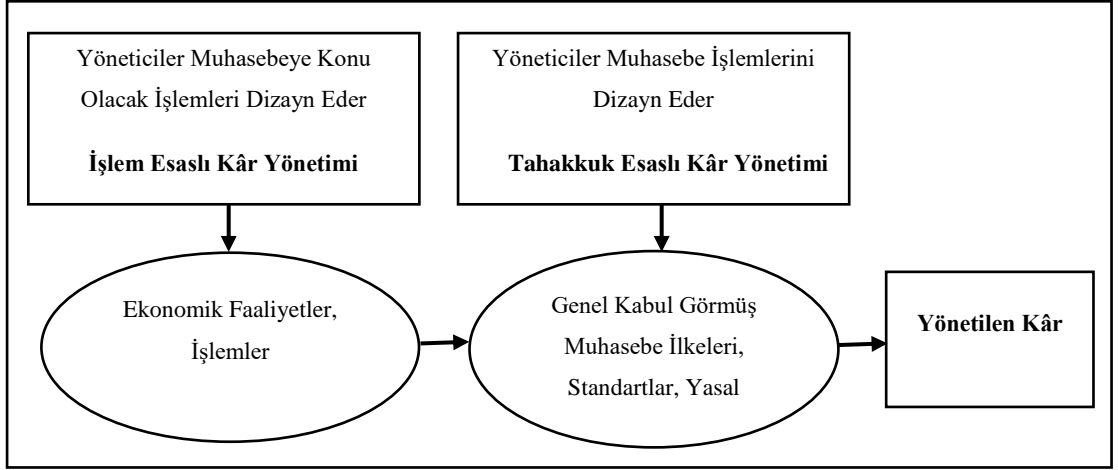 Yöneticiler Muhasebeye Konu
Olacak İşlemleri Dizayn Eder
İşlem Esaslı Kâr Yönetimi
Yöneticiler Muhasebe İşlemlerini
Dizayn Eder
Tahakkuk Esaslı Kâr Yönetimi
Ekonomik Faaliyetler,
İşlemler
Genel Kabul Görmüş
Muhasebe İlkeleri,
Standartlar, Yasal
Yönetilen Kâr